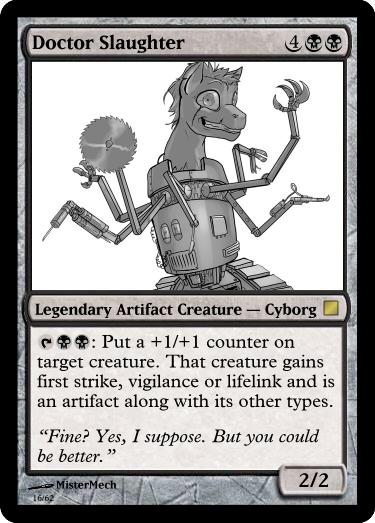 Doctor Slaughter 4
Legendary Artifact Creature — Cyborg
: Put a +1/+1 counter on
target creature. That creature gains
first strike, vigilance or lifelink and is
an artifact along with its other types.
“Fine? Yes, I suppose. But you could
be better.”
2/2
MisterMech
16/62